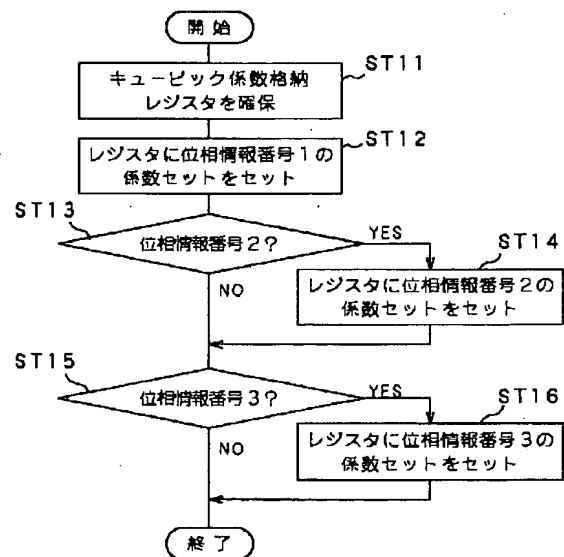 開始
キュービック係数格納
レジスタを確保
ST11
レジスタに位相情報番号1の
係数セットをセット
ST12
ST13
位相情報番号2?
YES
NO
ST14
レジスタに位相情報番号2の
係数セットをセット
ST15
位相情報番号3?
YES
NO
ST16
レジスタに位相情報番号3の
係数セットをセット
終了